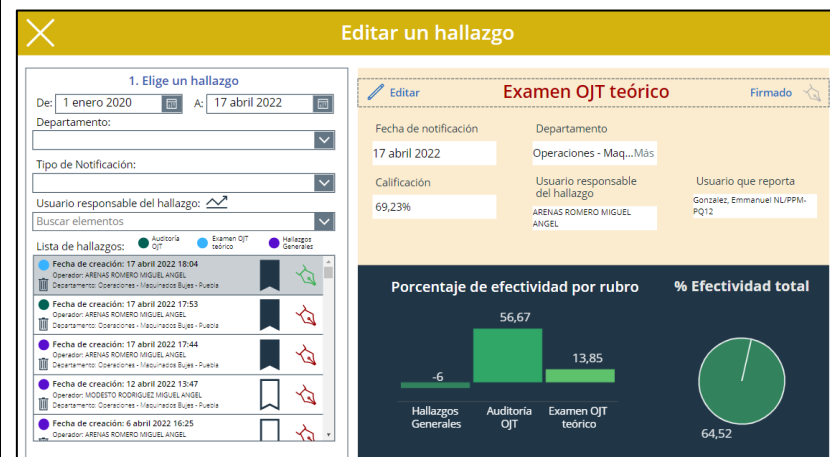 Editar un hallazgo
1. Elige un hallazgo
De: 1 enero 2020 A: 17 abril 2022
Departamento:
Tipo de Notificación:
Usuario responsable del hallazgo:
Buscar elementos
Lista de hallazgos:
Auditoría OJT
Examen OJT teórico
Hallazgos Generales
Fecha de creación: 17 abril 2022 18:04
Operador: ARENAS ROMERO MIGUEL ANGEL
Departamento: Operaciones - Maquinados Bujes - Puebla
Fecha de creación: 17 abril 2022 17:53
Operador: ARENAS ROMERO MIGUEL ANGEL
Departamento: Operaciones - Maquinados Bujes - Puebla
Fecha de creación: 17 abril 2022 17:44
Operador: ARENAS ROMERO MIGUEL ANGEL
Departamento: Operaciones - Maquinados Bujes - Puebla
Fecha de creación: 12 abril 2022 13:47
Operador: MODESTO RODRIGUEZ MIGUEL ANGEL
Departamento: Operaciones - Maquinados Bujes - Puebla
Fecha de creación: 6 abril 2022 16:25
Operador: ARENAS ROMERO MIGUEL ANGEL
Editar
Examen OJT teórico
Firmado
Fecha de notificación
17 abril 2022
Departamento
Operaciones - Maq...Más
Calificación
69,23%
Usuario responsable
del hallazgo
ARENAS ROMERO MIGUEL
ANGEL
Usuario que reporta
Gonzalez, Emmanuel NL/PPM-
PQ12
Porcentaje de efectividad por rubro
-6
56,67
13,85
Hallazgos
Generales
Auditoría
OJT
Examen OJT
teórico
% Efectividad total
64,52